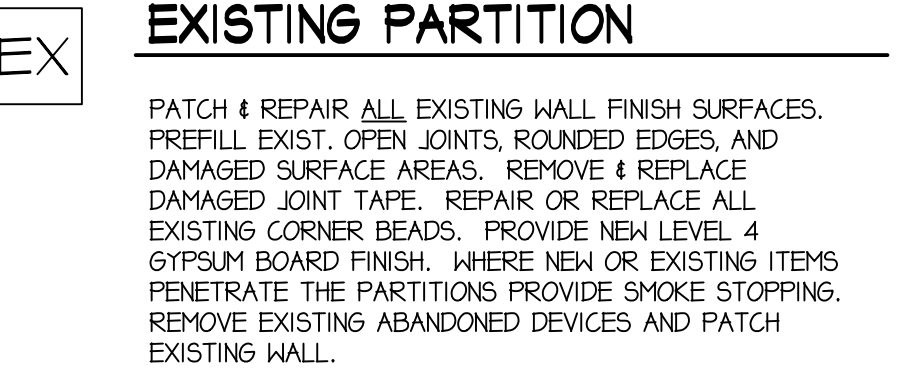 EXISTING PARTITION
EX
PATCH & REPAIR ALL EXISTING WALL FINISH SURFACES.
PREFILL EXIST. OPEN JOINTS, ROUNDED EDGES, AND
DAMAGED SURFACE AREAS. REMOVE & REPLACE
DAMAGED JOINT TAPE. REPAIR OR REPLACE ALL
EXISTING CORNER BEADS. PROVIDE NEW LEVEL 4
GYPSUM BOARD FINISH. WHERE NEW OR EXISTING ITEMS
PENETRATE THE PARTITIONS PROVIDE SMOKE STOPPING.
REMOVE EXISTING ABANDONED DEVICES AND PATCH
EXISTING WALL.